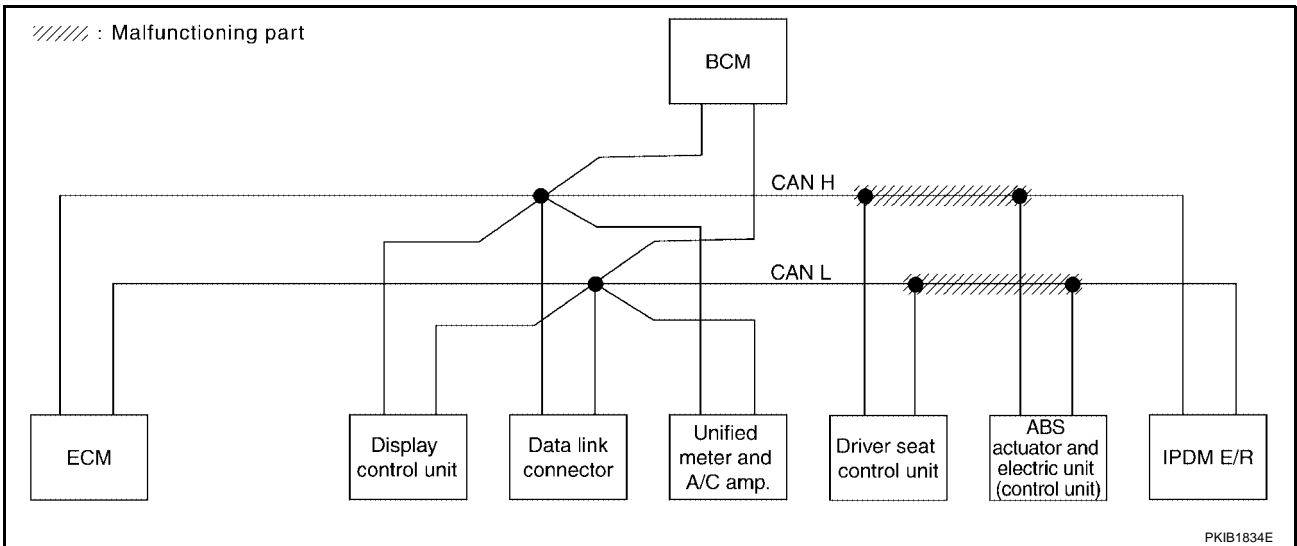 : Malfunctioning part
BCM
CAN H
CAN L
ECM
Display
control unit
Data link
connector
Unified
meter and
A/C amp.
Driver seat
control unit
ABS
actuator and
electric unit
(control unit)
IPDM E/R
PKIB1834E